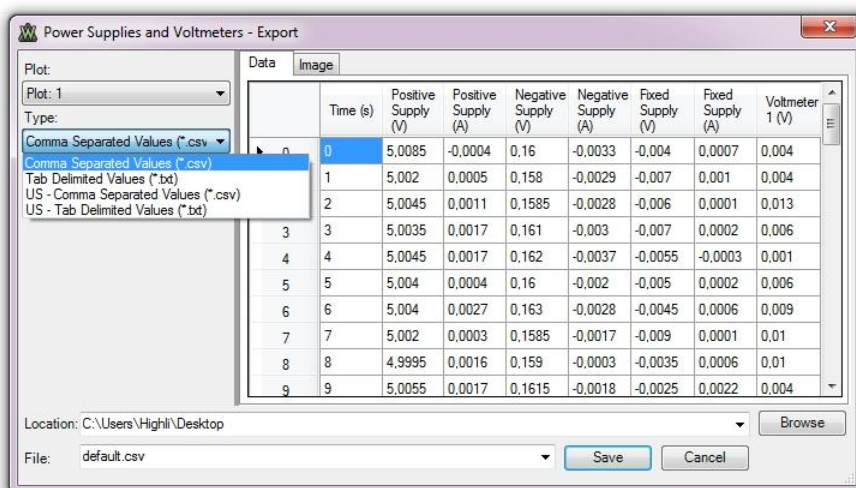 Power Supplies and Voltmeters - Export
Plot:
Plot: 1
Type:
Comma Separated Values (*.csv
Comma Separated Values (*.csv)
Tab Delimited Values (*.txt)
US - Comma Separated Values (*.csv)
US - Tab Delimited Values (*.txt)
Data Image
Time (s) Positive Supply (V) Positive Supply (A) Negative Supply (V) Negative Supply (A) Fixed Supply (V) Fixed Supply (A) Voltmeter 1 (V)
0 5,0085 -0,0004 0,16 -0,0033 -0,004 0,0007 0,004
1 5,002 0,0005 0,158 -0,0029 -0,007 0,001 0,004
2 5,0045 0,0011 0,1585 -0,0028 -0,006 0,0001 0,013
3 3 5,0035 0,0017 0,161 -0,003 -0,007 0,0002 0,006
4 4 5,0045 0,0017 0,162 -0,0037 -0,0055 -0,0003 0,001
5 5 5,004 0,0004 0,16 -0,002 -0,005 0,0002 0,006
6 6 5,004 0,0027 0,163 -0,0028 -0,0045 0,0006 0,009
7 7 5,002 0,0003 0,1585 -0,0017 -0,009 0,0001 0,01
8 8 4,9995 0,0016 0,159 -0,0003 -0,0035 0,0006 0,01
9 9 5,0055 0,0017 0,1615 -0,0018 -0,0025 0,0022 0,004
Location: C:\Users\Highli\Desktop Browse
File: default.csv Save Cancel